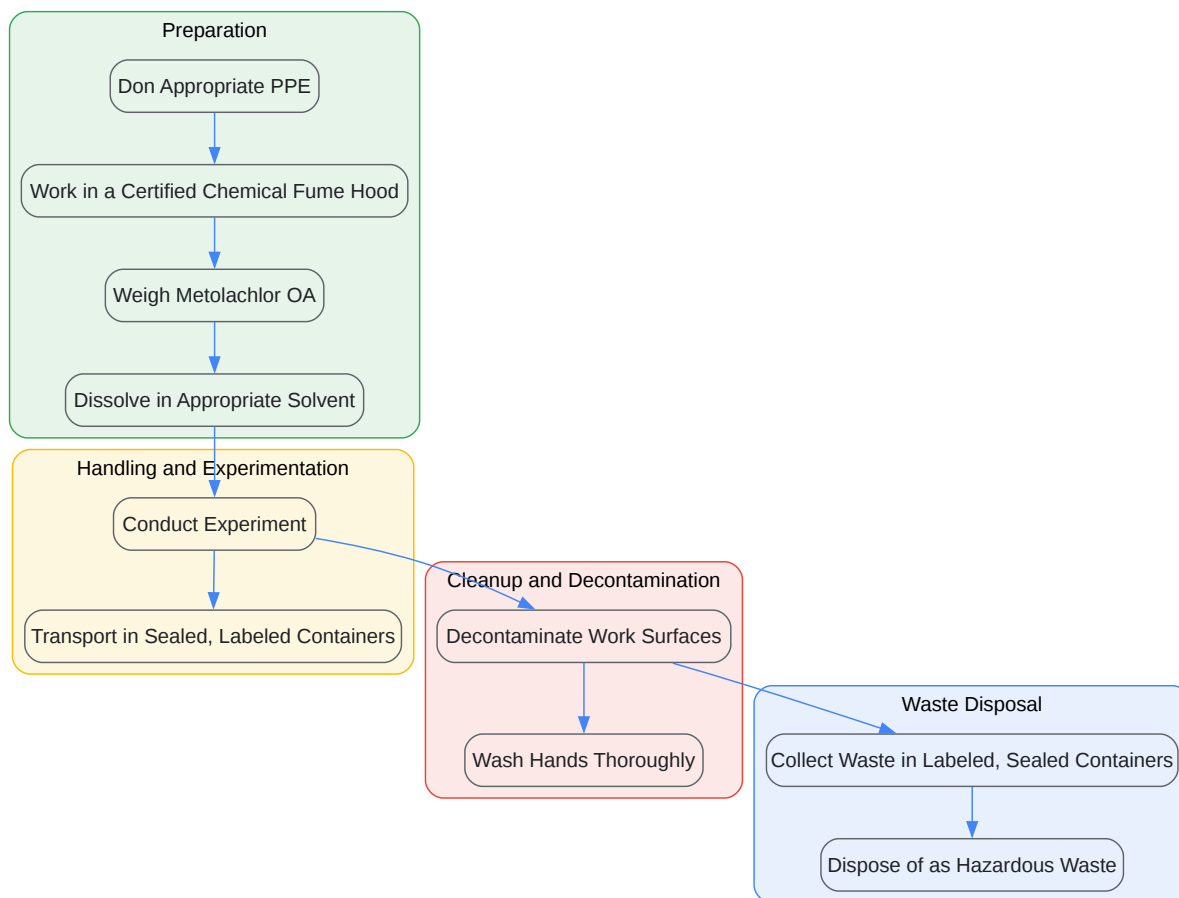 Preparation
Don Appropriate PPE
Work in a Certified Chemical Fume Hood
Weigh Metolachlor OA
Dissolve in Appropriate Solvent
Handling and Experimentation
Conduct Experiment
Transport in Sealed, Labeled Containers
Cleanup and Decontamination
Decontaminate Work Surfaces
Wash Hands Thoroughly
Waste Disposal
Collect Waste in Labeled, Sealed Containers
Dispose of as Hazardous Waste